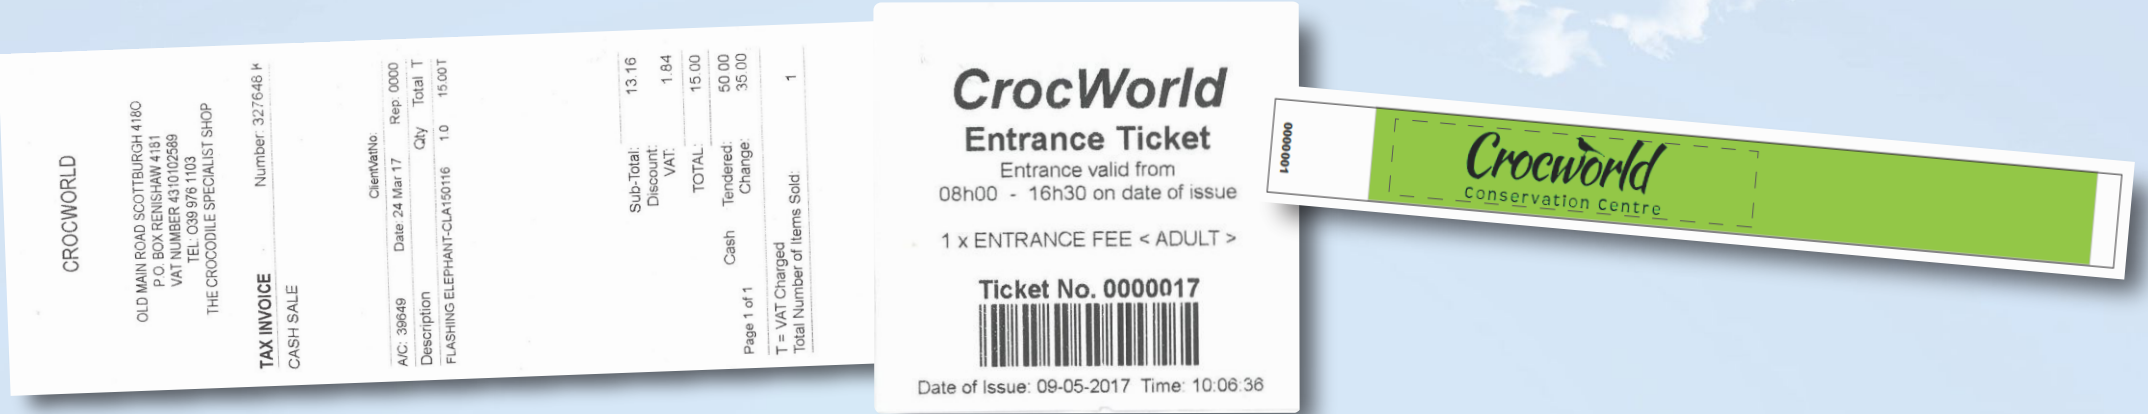 CROCWORLD
OLD MAIN ROAD SCOTTBURGH 4180
P.O. BOX RENISHAW 4181
VAT NUMBER 4310102589
TEL: 039 976 1103
THE CROCODILE SPECIALIST SHOP
TAX INVOICE Number: 327648
CASH SALE
ClientVatNo:
A/C: 39649 Date: 24 Mar 17 Rep 0000
Description Qty Total T
FLASHING ELEPHANT-CLA150116 1.0 15.00T
Sub-Total: 13.16
Discount:
VAT: 1.84
TOTAL: 15.00
Cash Tendered: 50.00
Page 1 of 1 Change: 35.00
T = VAT Charged
Total Number of Items Sold: 1
CrocWorld
Entrance Ticket
Entrance valid from
08h00 - 16h30 on date of issue
1 x ENTRANCE FEE < ADULT >
Ticket No. 0000017
Date of Issue: 09-05-2017 Time: 10:06:36
000001
Crocworld
Conservation Centre